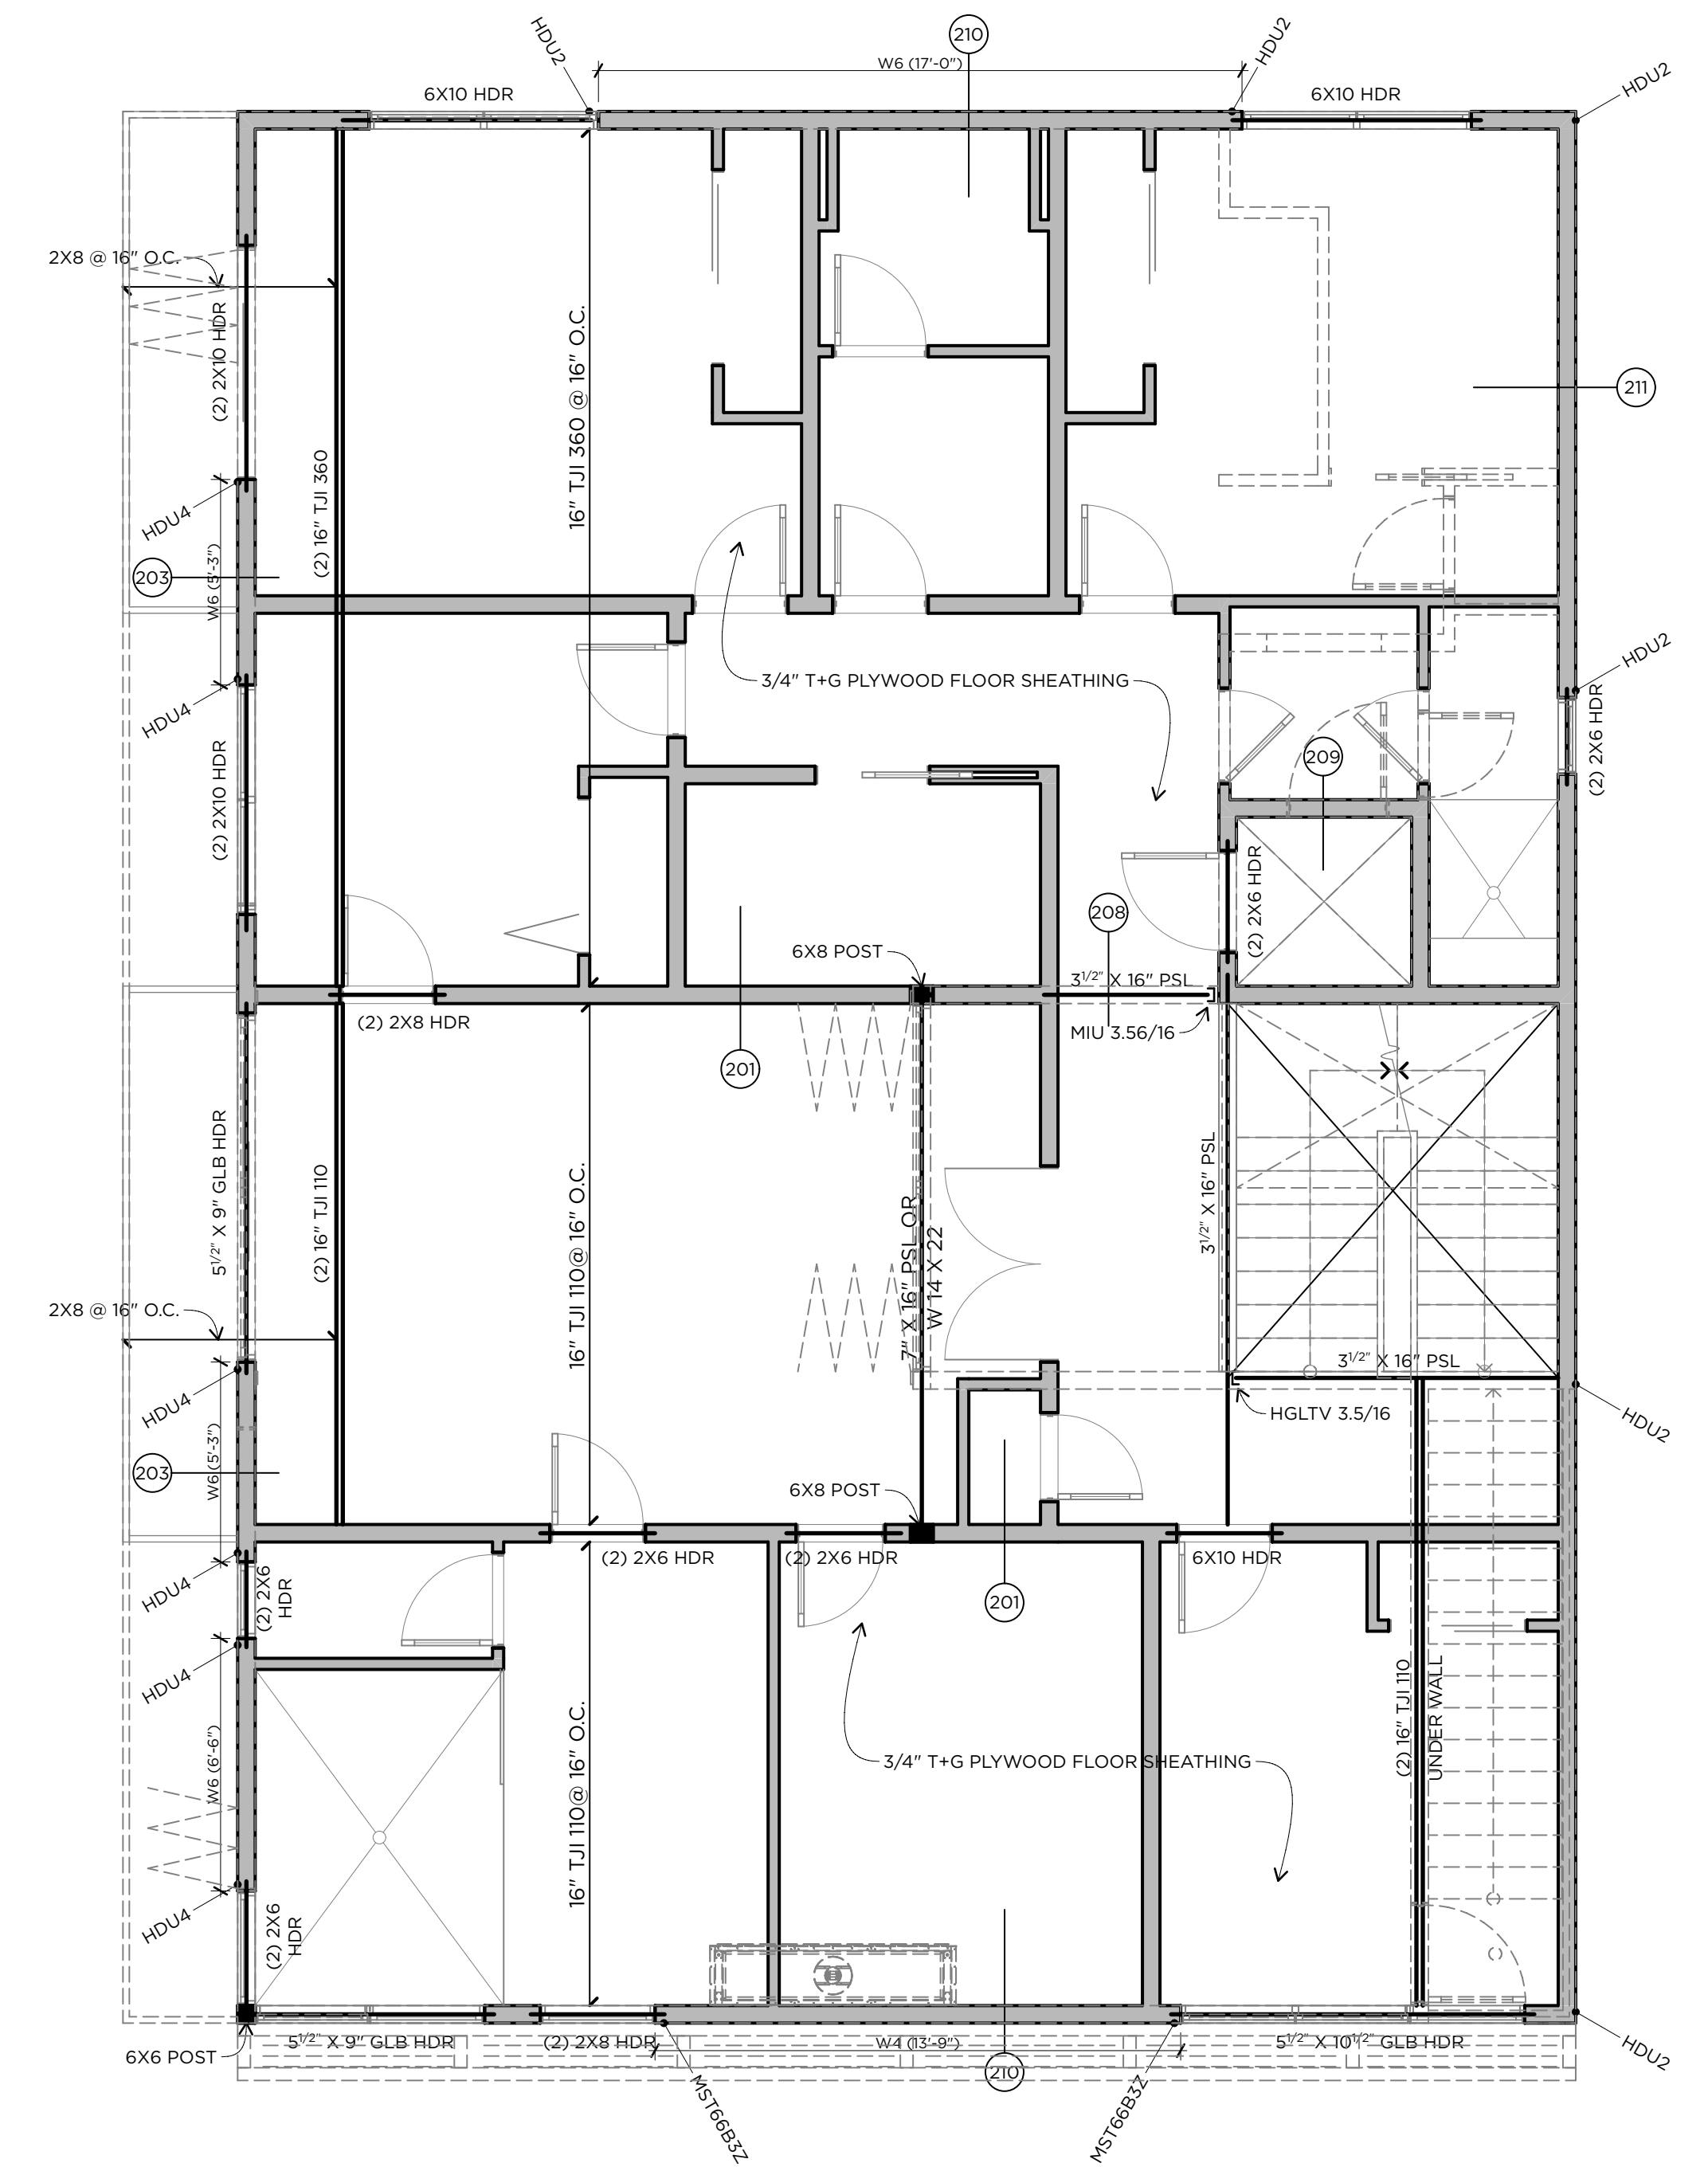 HDU2
210
HDU2
W6 (17'-0")
HDU2
6X10 HDR
6X10 HDR
2X8 @ 16" O.C.
(2) 2X10 HDR
16" TJI 360 @ 16" O.C.
211
(2) 16" TJI 360
HDU4
203
W6 (5'-3")
HDU2
3/4" T+G PLYWOOD FLOOR SHEATHING
HDU4
(2) 2X6 HDR
209
(2) 2X10 HDR
(2) 2X6 HDR
208
6X8 POST
3 1/2" X 16" PSL
(2) 2X8 HDR
MIU 3.56/16
201
5 1/2" X 9" GLB HDR
(2) 16" TJI 110
16" TJI 110@ 16" O.C.
7" X 16" PSL OR
W 14 X 22
3 1/2" X 16" PSL
2X8 @ 16" O.C.
3 1/2" X 16" PSL
HDU4
HGLTV 3.5/16
HDU2
203
W6 (5'-3")
6X8 POST
(2) 2X6 HDR
(2) 2X6 HDR
6X10 HDR
HDU4
(2) 2X6
HDR
201
HDU4
W6 (6'-6")
16" TJI 110@ 16" O.C.
3/4" T+G PLYWOOD FLOOR SHEATHING
(2) 16" TJI 110
UNDER WALL
HDU4
(2) 2X6
HDR
5 1/2" X 9" GLB HDR
(2) 2X8 HDR
W4 (13'-9")
5 1/2" X 10 1/2" GLB HDR
HDU2
6X6 POST
210
MST66B3Z
MST66B3Z